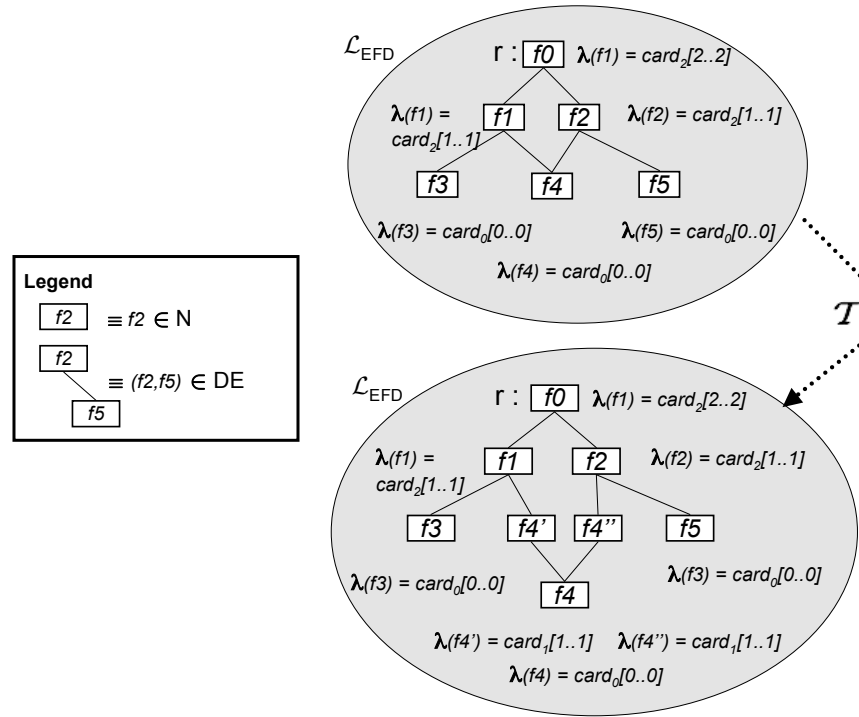 ℒEFD
r : f0 λ(f1) = card₂[2..2]
λ(f1) =
card₂[1..1]
f1
f2
λ(f2) = card₂[1..1]
f3
f4
f5
λ(f3) = card₀[0..0]
λ(f5) = card₀[0..0]
λ(f4) = card₀[0..0]
Legend
f2 ≡ f2 ∈ N
f2
≡ (f2,f5) ∈ DE
f5
𝒯
ℒEFD
r : f0 λ(f1) = card₂[2..2]
λ(f1) =
card₂[1..1]
f1
f2
λ(f2) = card₂[1..1]
f3
f4'
f4''
f5
λ(f3) = card₀[0..0]
f4
λ(f3) = card₀[0..0]
λ(f4') = card₁[1..1]
λ(f4'') = card₁[1..1]
λ(f4) = card₀[0..0]